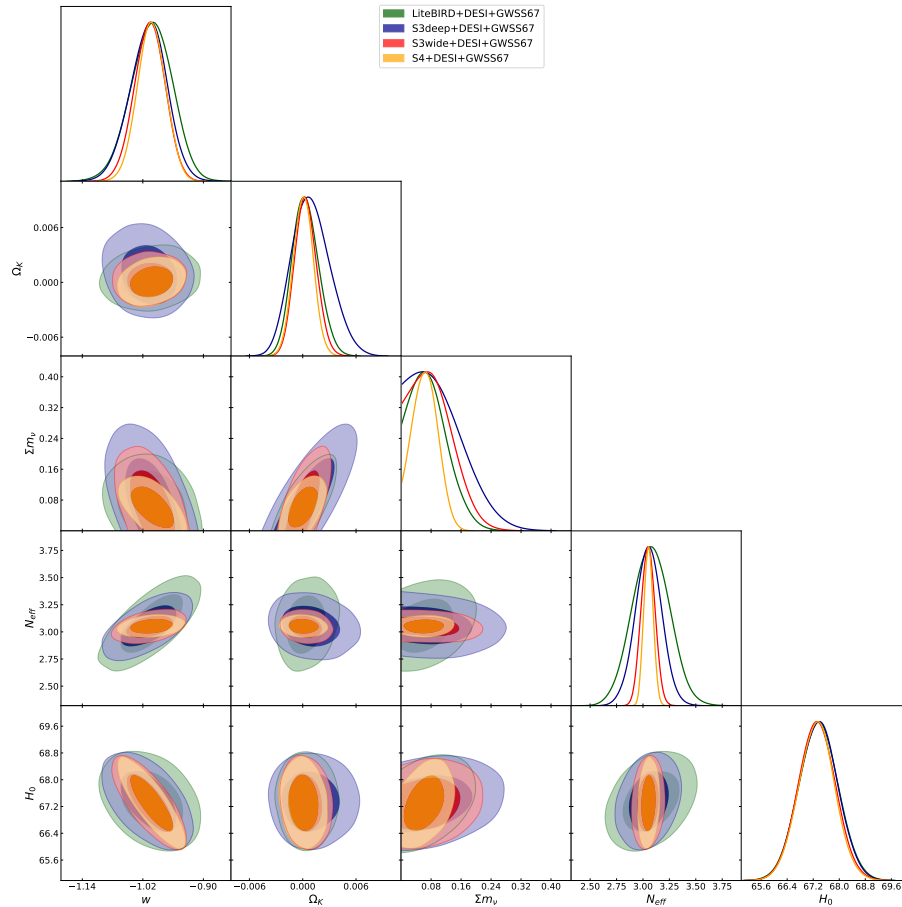 LiteBIRD+DESI+GWSS67
S3deep+DESI+GWSS67
S3wide+DESI+GWSS67
S4+DESI+GWSS67
0.006
0.000
−0.006
Ω_K
0.40
0.32
0.24
0.16
0.08
Σm_ν
3.75
3.50
3.25
3.00
2.75
2.50
N_eff
69.6
68.8
68.0
67.2
66.4
65.6
H_0
−1.14 −1.02 −0.90
w
−0.006 0.000 0.006
Ω_K
0.08 0.16 0.24 0.32 0.40
Σm_ν
2.50 2.75 3.00 3.25 3.50 3.75
N_eff
65.6 66.4 67.2 68.0 68.8 69.6
H_0